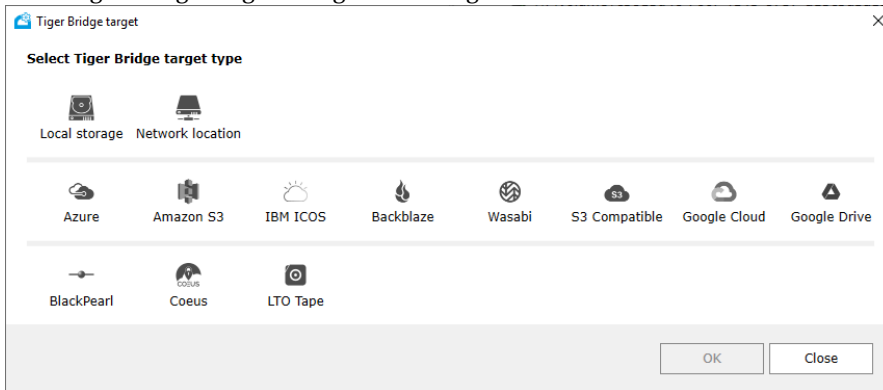 Tiger Bridge target
Select Tiger Bridge target type
Local storage Network location
Azure Amazon S3 IBM ICOS Backblaze Wasabi S3 S3 Compatible Google Cloud Google Drive
BlackPearl COEUS Coeus LTO Tape
OK Close